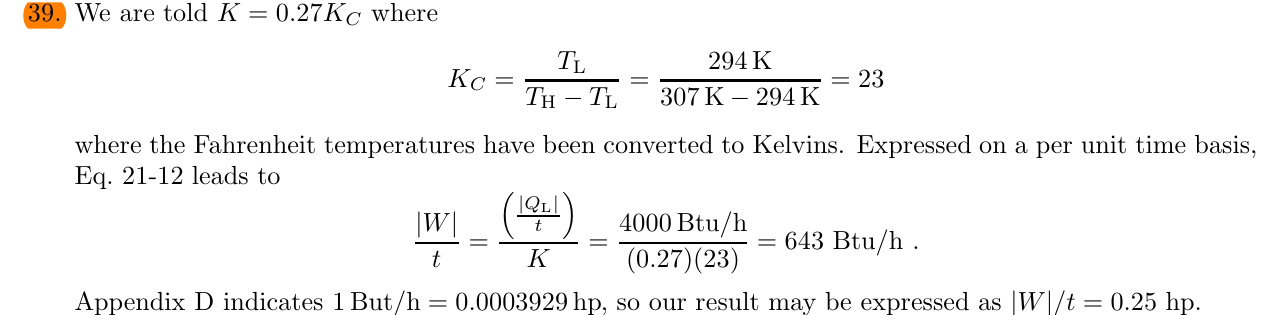 39. We are told K = 0.27K_C where
K_C = T_L / (T_H − T_L) = 294 K / (307 K − 294 K) = 23
where the Fahrenheit temperatures have been converted to Kelvins. Expressed on a per unit time basis,
Eq. 21-12 leads to
|W| / t = (|Q_L| / t) / K = 4000 Btu/h / (0.27)(23) = 643 Btu/h .
Appendix D indicates 1 But/h = 0.0003929 hp, so our result may be expressed as |W|/t = 0.25 hp.